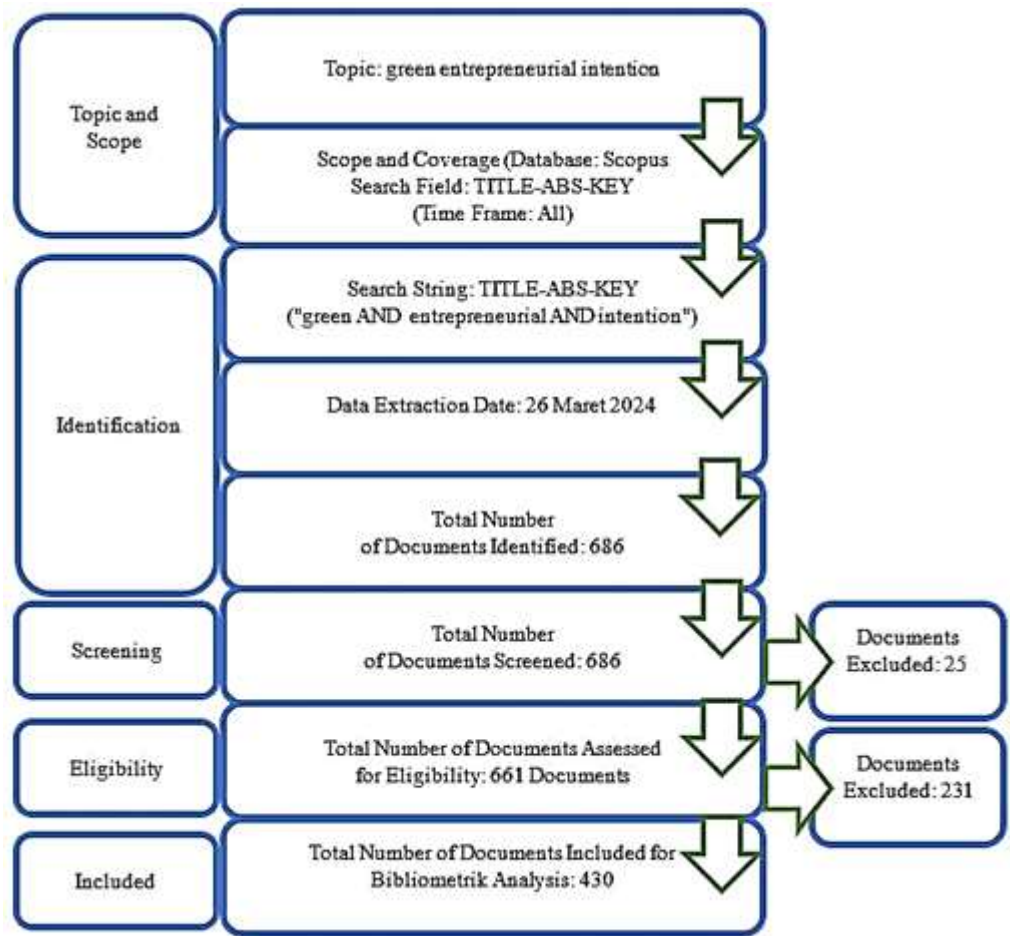 Topic and
Scope
Topic: green entrepreneurial intention
Scope and Coverage (Database: Scopus
Search Field: TITLE-ABS-KEY
(Time Frame: All)
Identification
Search String: TITLE-ABS-KEY
("green AND entrepreneurial AND intention")
Data Extraction Date: 26 Maret 2024
Total Number
of Documents Identified: 686
Screening
Total Number
of Documents Screened: 686
Documents
Excluded: 25
Eligibility
Total Number of Documents Assessed
for Eligibility: 661 Documents
Documents
Excluded: 231
Included
Total Number of Documents Included for
Bibliometrik Analysis: 430